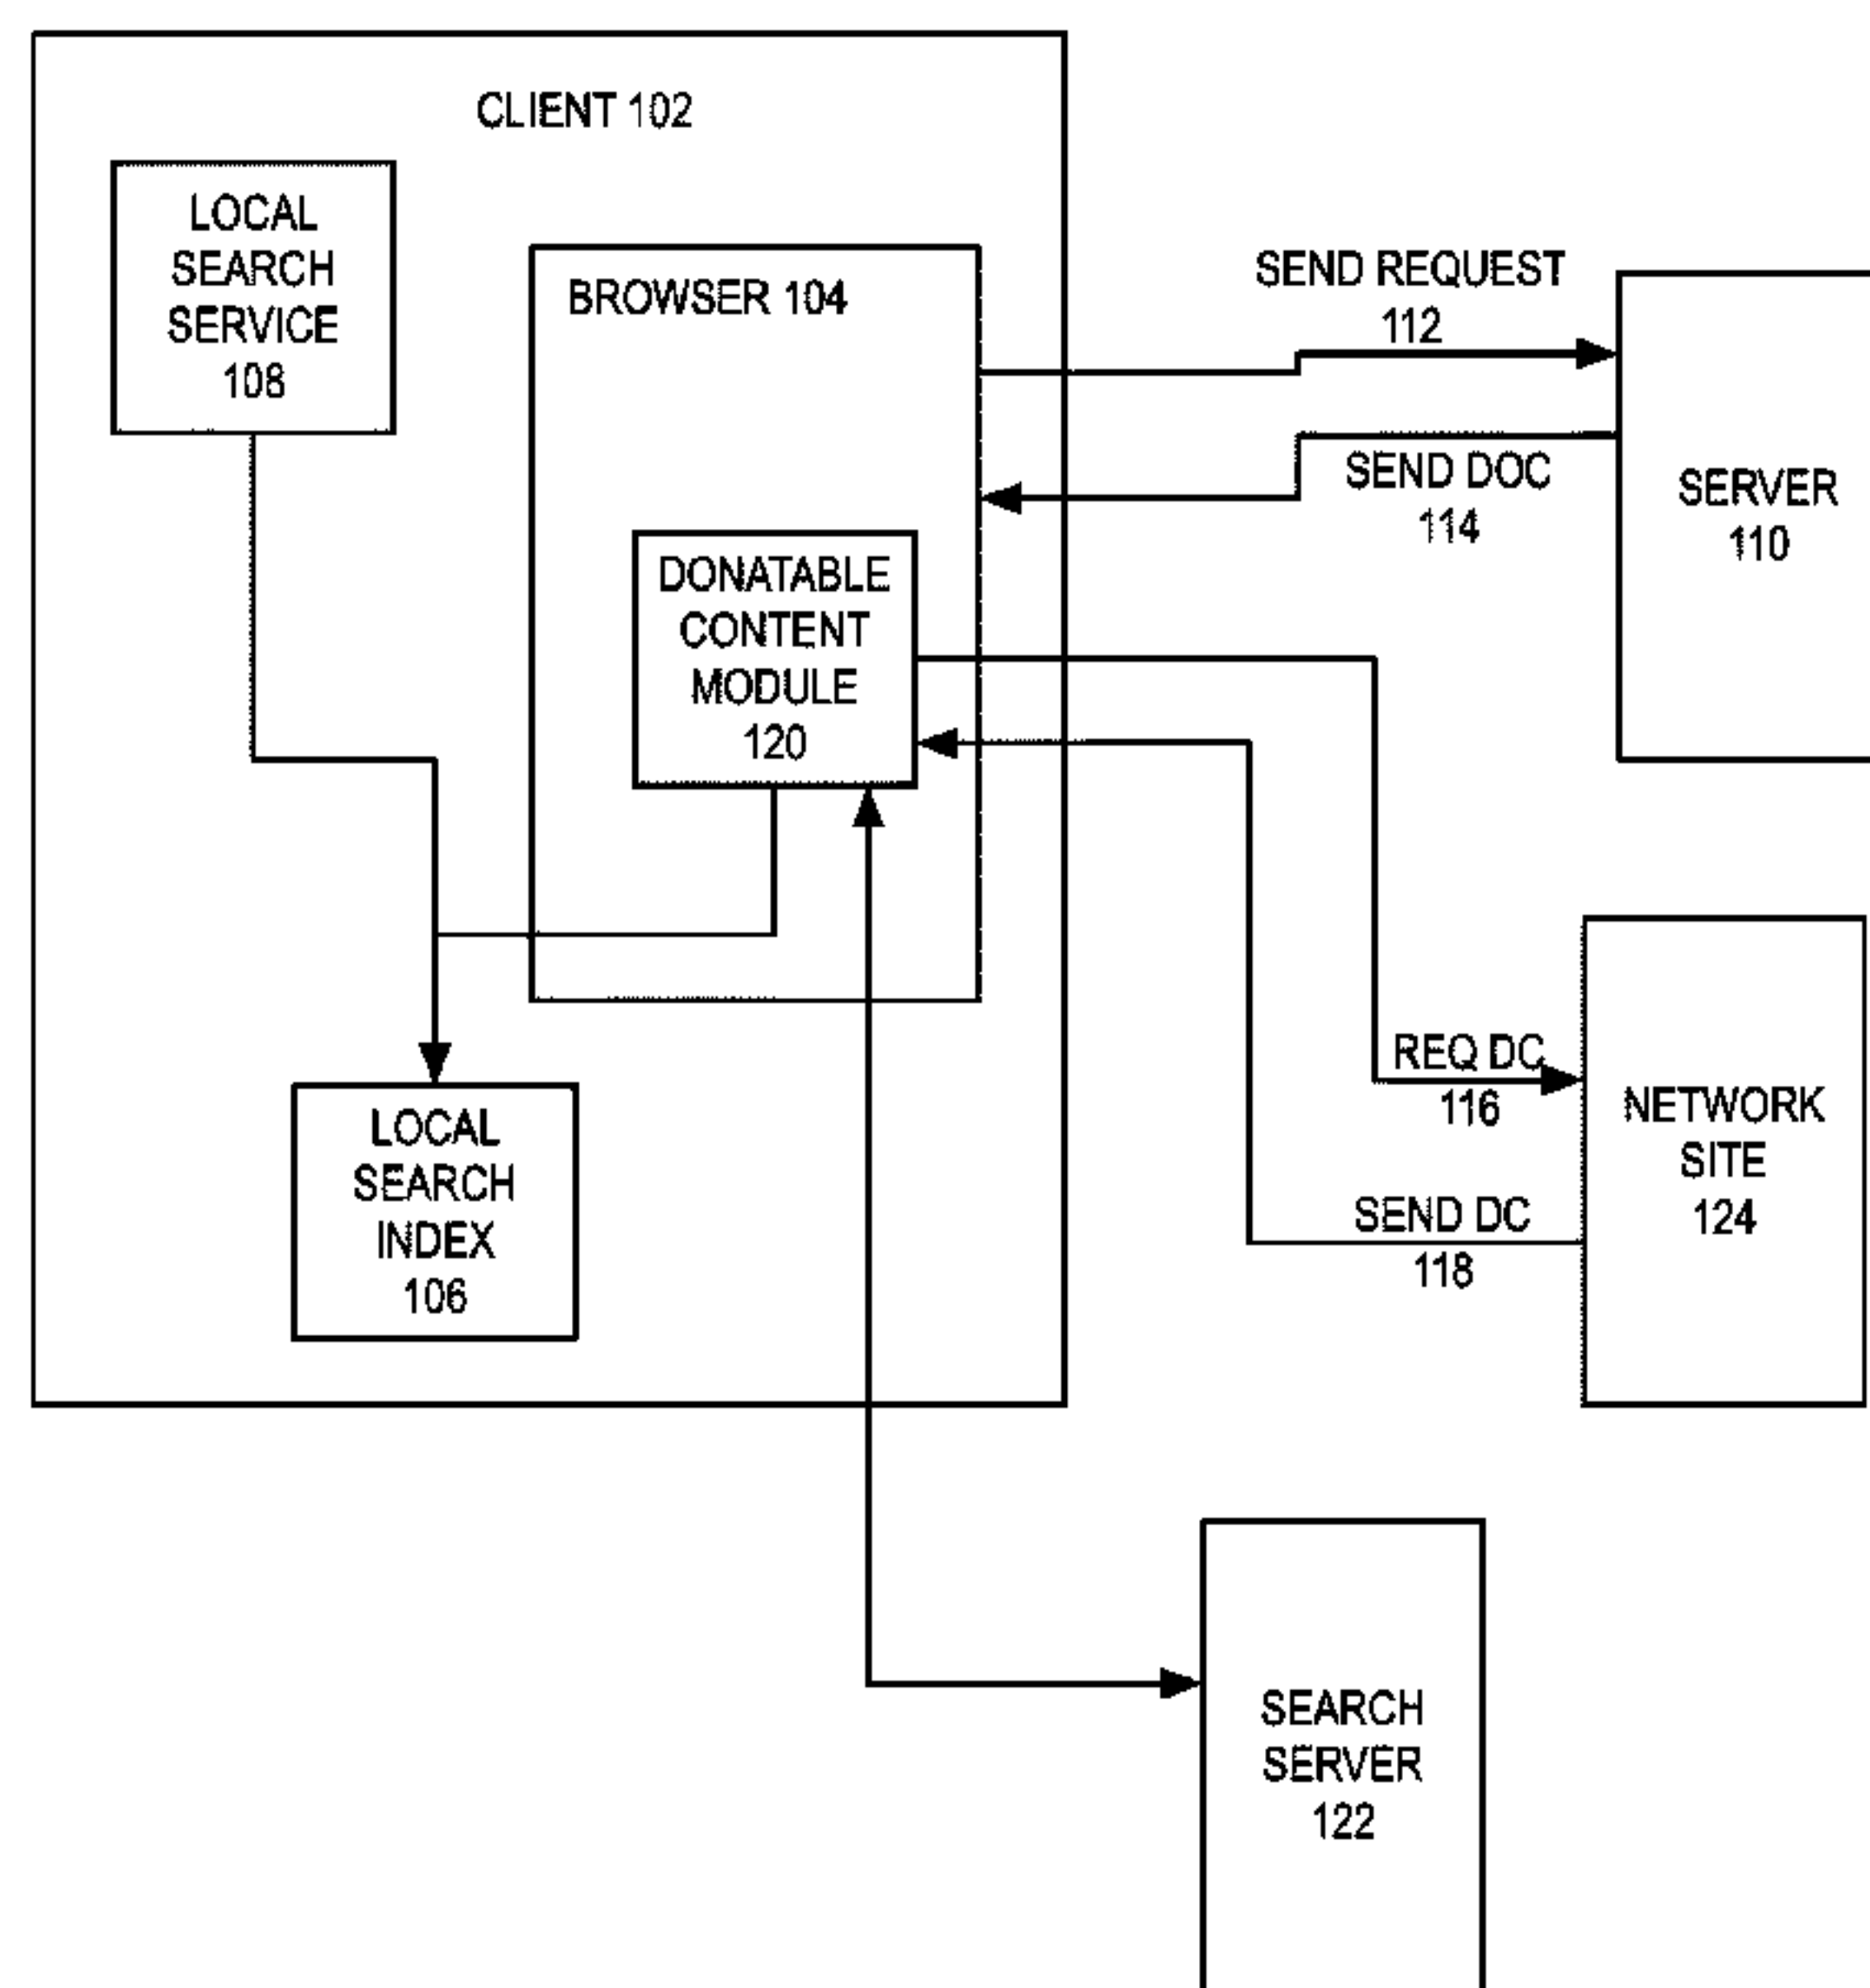 CLIENT 102
LOCAL
SEARCH
SERVICE
108
BROWSER 104
SEND REQUEST
112
SEND DOC
114
SERVER
110
DONATABLE
CONTENT
MODULE
120
REQ DC
116
NETWORK
SITE
124
SEND DC
118
LOCAL
SEARCH
INDEX
106
SEARCH
SERVER
122